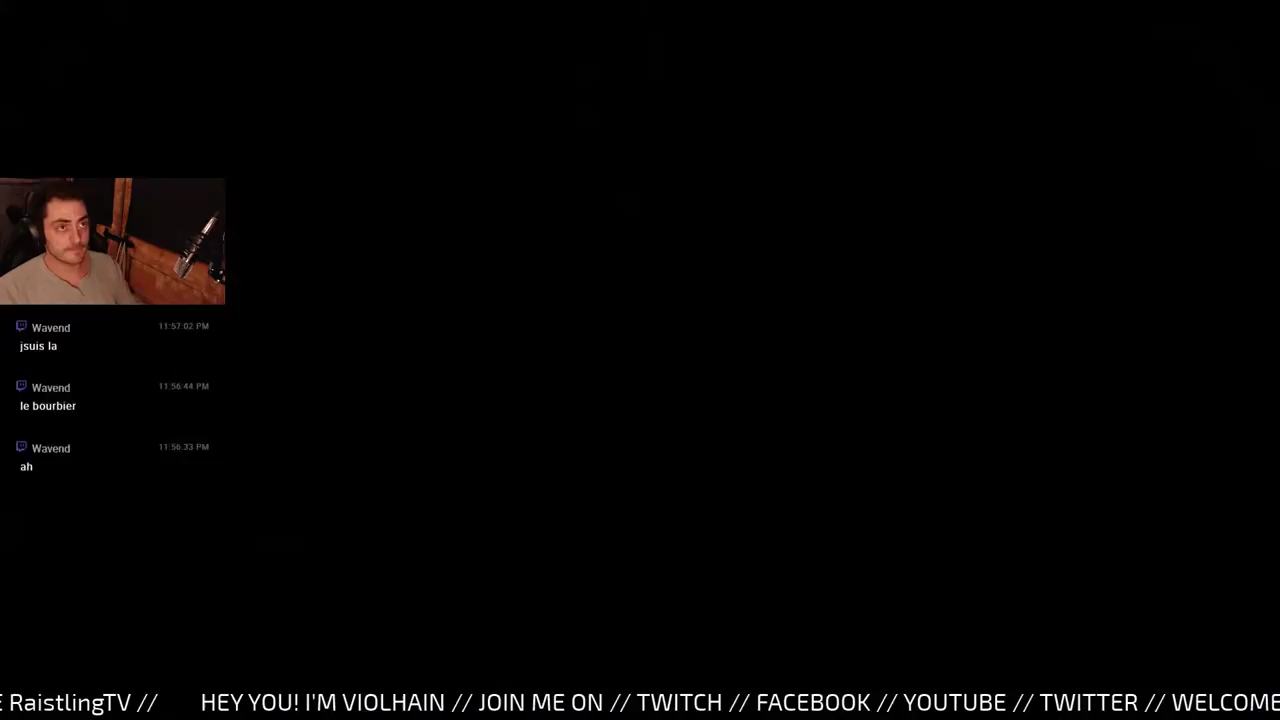 Wavend 11:57:02 PM
jsuis la
Wavend 11:56:44 PM
le bourbier
Wavend 11:56:33 PM
ah
E RaistlingTV // HEY YOU! I'M VIOLHAIN // JOIN ME ON // TWITCH // FACEBOOK // YOUTUBE // TWITTER // WELCOME